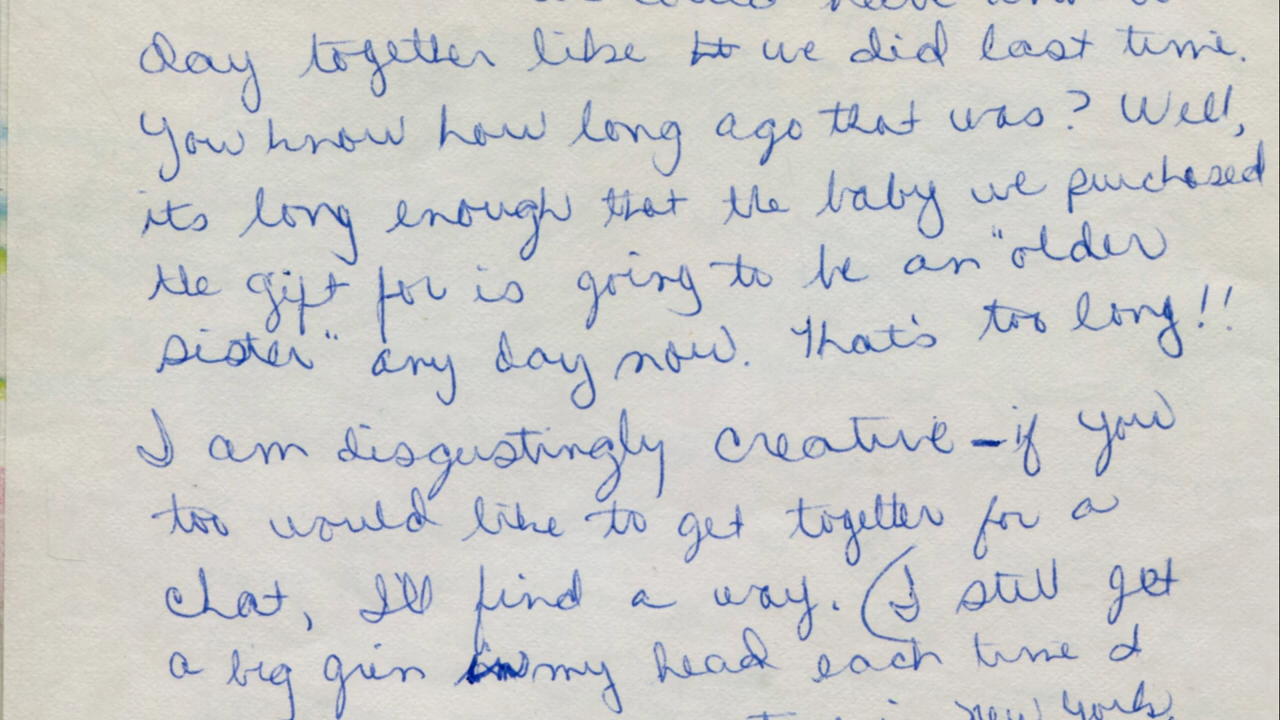 day together like we did last time.
You know how long ago that was? Well,
its long enough that the baby we purchased
the gift for is going to be an "older
sister" any day now. That's too long!!
I am disgustingly creative - if you
too would like to get together for a
chat, I'll find a way. (I still get
a big grin in my head each time I
New York,